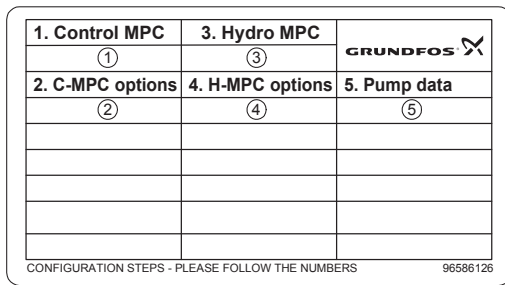 1. Control MPC 3. Hydro MPC
① ③ GRUNDFOS
2. C-MPC options 4. H-MPC options 5. Pump data
② ④ ⑤
CONFIGURATION STEPS - PLEASE FOLLOW THE NUMBERS 96586126